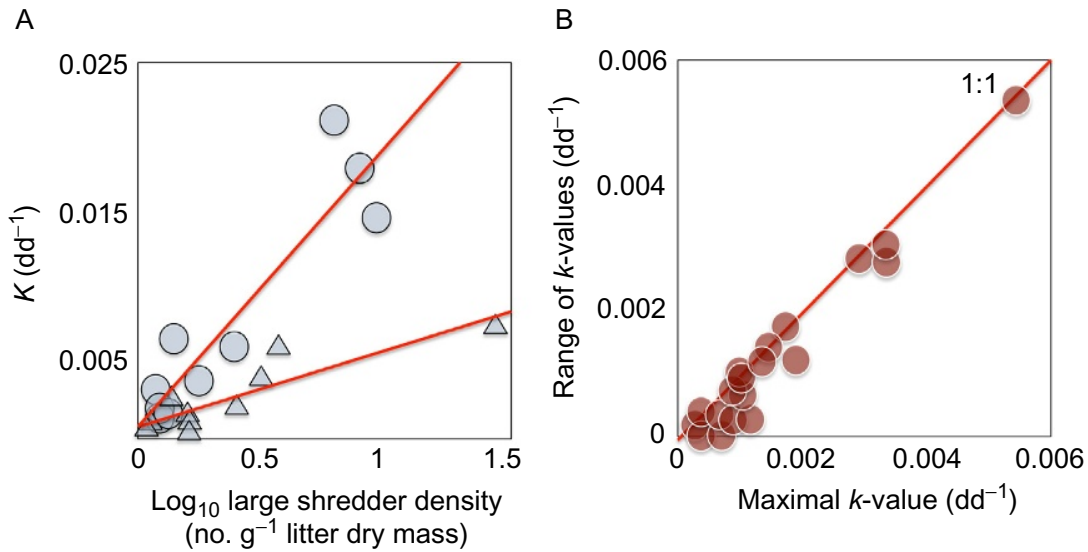 A
0.025
0.015
0.005
K (dd⁻¹)
0
0.5
1
1.5
Log₁₀ large shredder density
(no. g⁻¹ litter dry mass)
B
0.006
0.004
0.002
0
Range of k-values (dd⁻¹)
1:1
0
0.002
0.004
0.006
Maximal k-value (dd⁻¹)